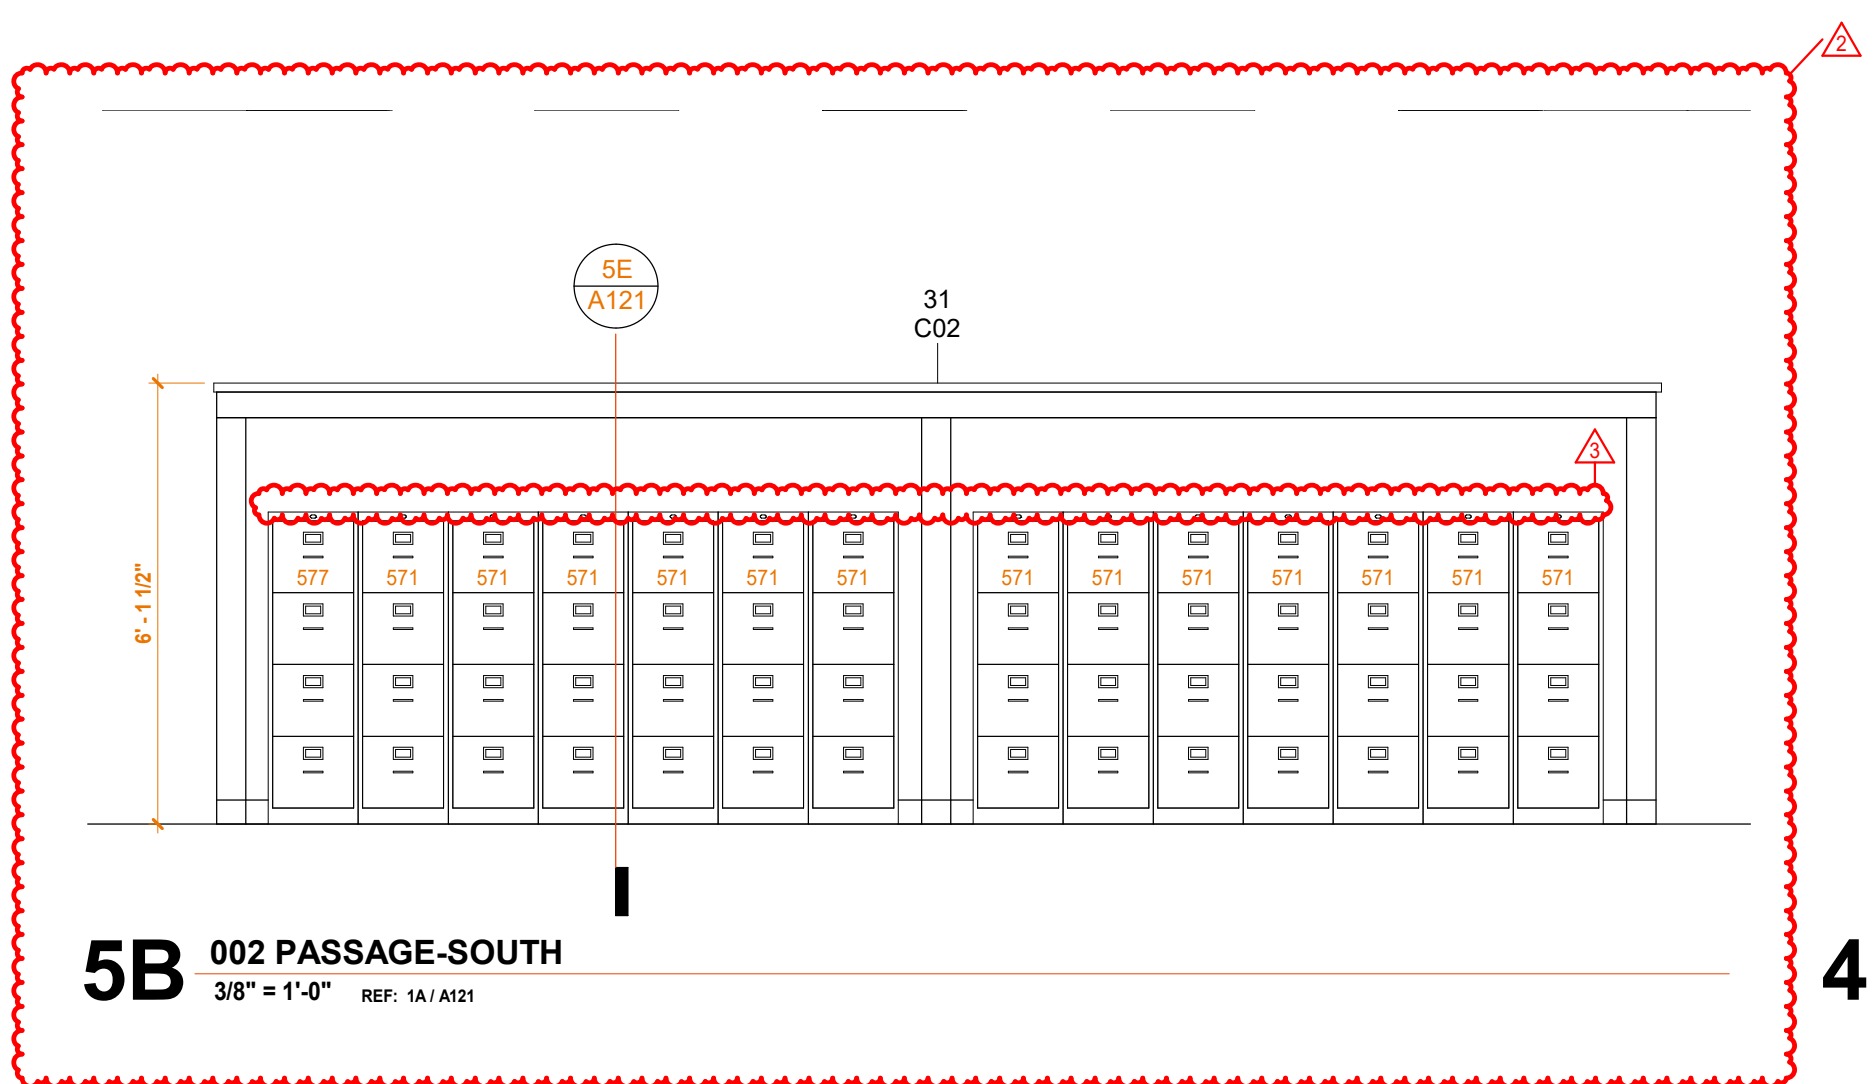 2
5E
A121
31
C02
3
577 571 571 571 571 571 571 571 571 571 571 571 571 571
6' - 1 1/2"
5B 002 PASSAGE-SOUTH
3/8" = 1'-0" REF: 1A / A121
4